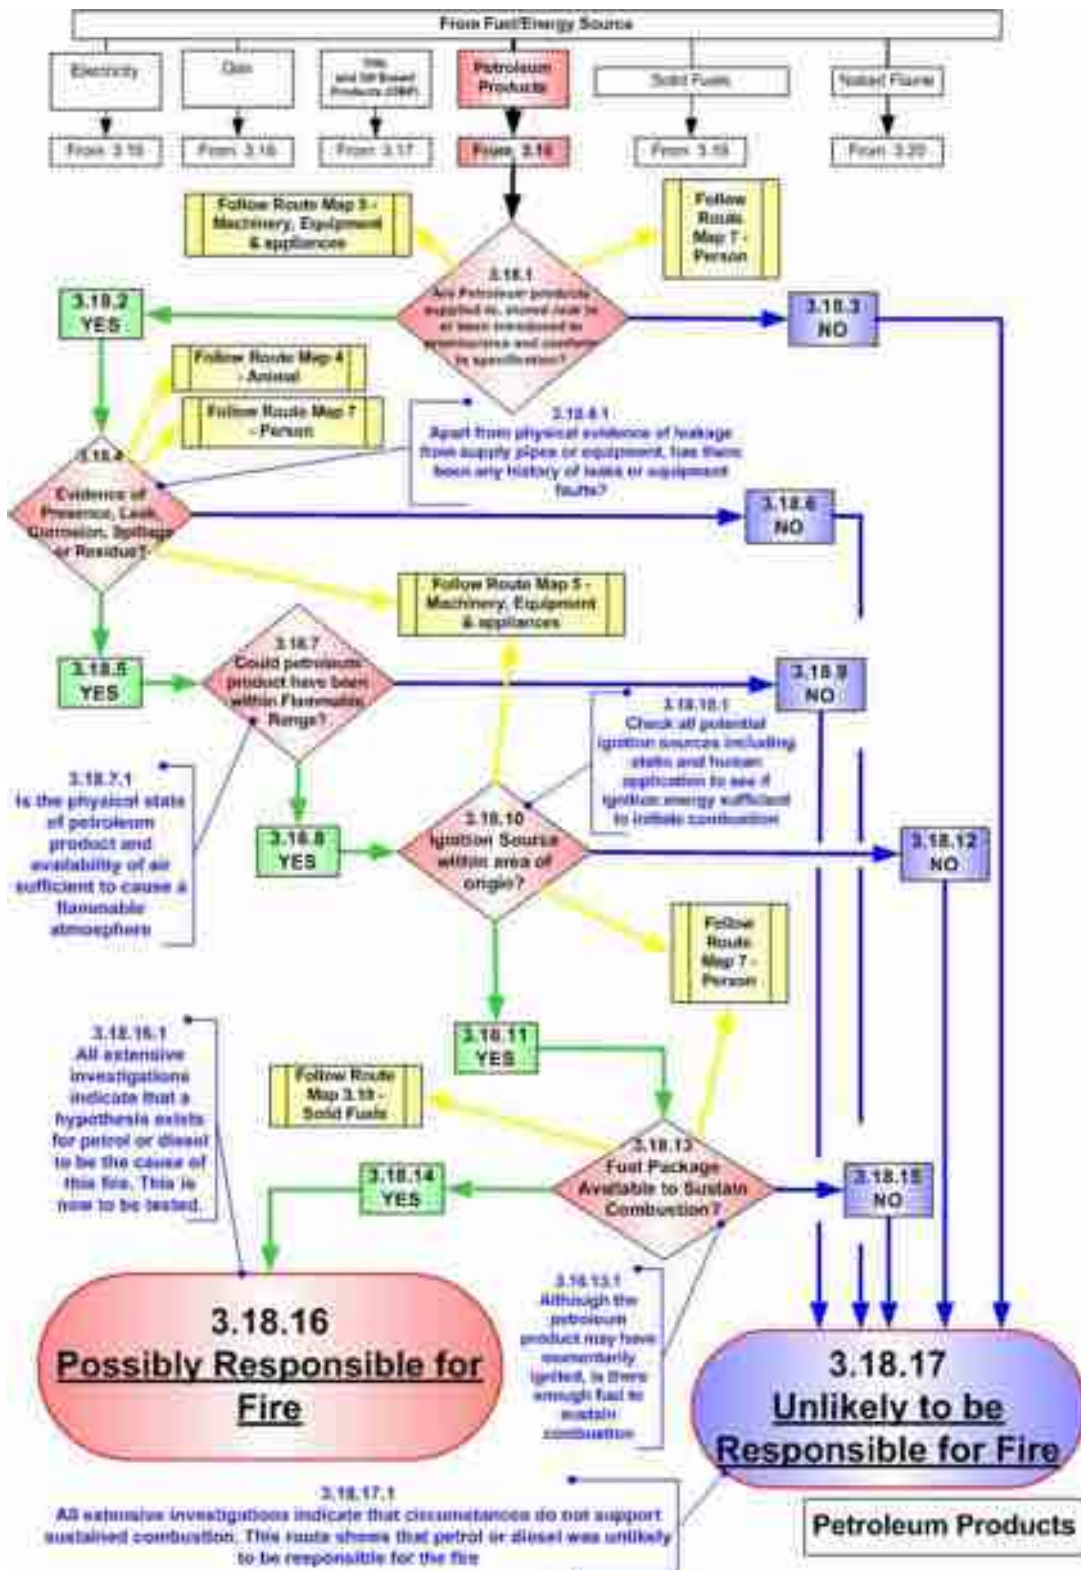 From Fuel/Energy Source
Electricity
Gas
and Oil Based
Products (OBP)
Petroleum
Products
Solid Fuels
Naked Flame
From 3.15
From 3.16
From 3.17
From 3.18
From 3.19
From 3.20
Follow Route Map 5 -
Machinery, Equipment
& appliances
Follow
Route
Map 7 -
Person
3.18.1
Are Petroleum products
supplied to, stored near to
or been introduced to
and conform
to specification?
3.18.2
YES
3.18.3
NO
Follow Route Map 4
- Animal
Follow Route Map 7
- Person
3.18.4.1
Apart from physical evidence of leakage
from supply pipes or equipment, has there
been any history of leaks or equipment
faults?
3.18.4
Evidence of
Presence, Leak,
Corrosion, Spillage
or Residue?
3.18.6
NO
Follow Route Map 5 -
Machinery, Equipment
& appliances
3.18.5
YES
3.18.7
Could petroleum
product have been
within Flammable
Range?
3.18.9
NO
3.18.10.1
Check all potential
ignition sources including
static and human
application to see if
ignition energy sufficient
to initiate combustion
3.18.7.1
Is the physical state
of petroleum
product and
availability of air
sufficient to cause a
flammable
atmosphere
3.18.8
YES
3.18.10
Ignition Source
within area of
origin?
3.18.12
NO
Follow
Route
Map 7 -
Person
3.18.11
YES
3.18.16.1
All extensive
investigations
indicate that a
hypothesis exists
for petrol or diesel
to be the cause of
this fire. This is
now to be tested.
Follow Route
Map 3.19 -
Solid Fuels
3.18.13
Fuel Package
Available to Sustain
Combustion?
3.18.14
YES
3.18.15
NO
3.18.13.1
Although the
petroleum
product may have
momentarily
ignited, is there
enough fuel to
sustain
combustion
3.18.16
Possibly Responsible for
Fire
3.18.17
Unlikely to be
Responsible for Fire
3.18.17.1
All extensive investigations indicate that circumstances do not support
sustained combustion. This route shows that petrol or diesel was unlikely
to be responsible for the fire
Petroleum Products